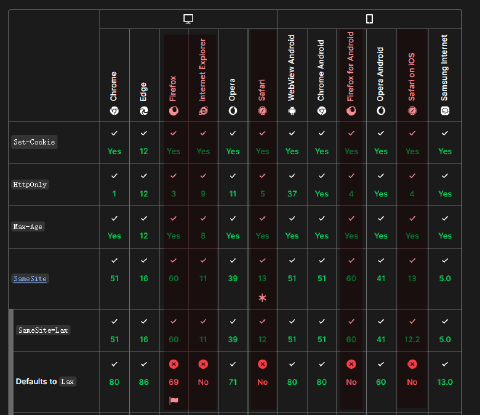 Chrome Edge Firefox Internet Explorer Opera Safari WebView Android Chrome Android Firefox for Android Opera Android Safari on iOS Samsung Internet
Set-Cookie Yes 12 Yes Yes Yes Yes Yes Yes Yes Yes Yes Yes
HttpOnly 1 12 3 9 11 5 37 Yes 4 Yes 4 Yes
Max-Age Yes 12 Yes 8 Yes Yes Yes Yes Yes Yes Yes Yes
SameSite 51 16 60 11 39 13 51 51 60 41 13 5.0
*
SameSite=Lax 51 16 60 11 39 12 51 51 60 41 12.2 5.0
Defaults to Lax 80 86 69 No 71 No 80 80 No 60 No 13.0